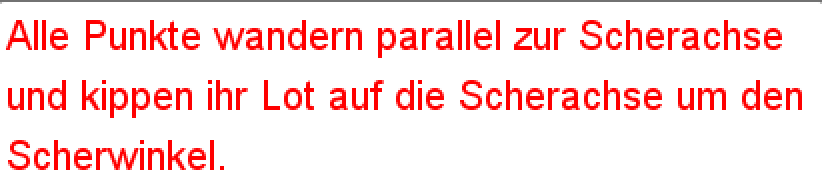 Alle Punkte wandern parallel zur Scherachse
und kippen ihr Lot auf die Scherachse um den
Scherwinkel.